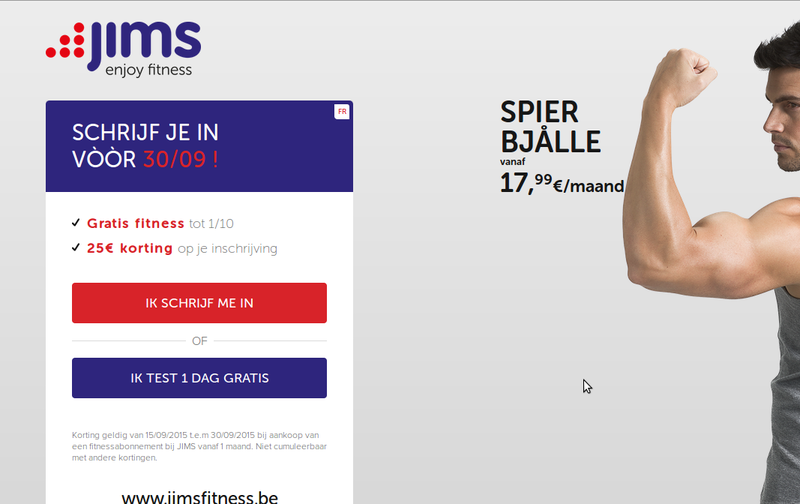 JIMS
enjoy fitness
FR
SCHRIJF JE IN
VÒÒR 30/09 !
Gratis fitness tot 1/10
25€ korting op je inschrijving
IK SCHRIJF ME IN
OF
IK TEST 1 DAG GRATIS
Korting geldig van 15/09/2015 t.e.m 30/09/2015 bij aankoop van
een fitnessabonnement bij JIMS vanaf 1 maand. Niet cumuleerbaar
met andere kortingen.
www.jimsfitness.be
SPIER
BJÅLLE
vanaf
17,99€/maand